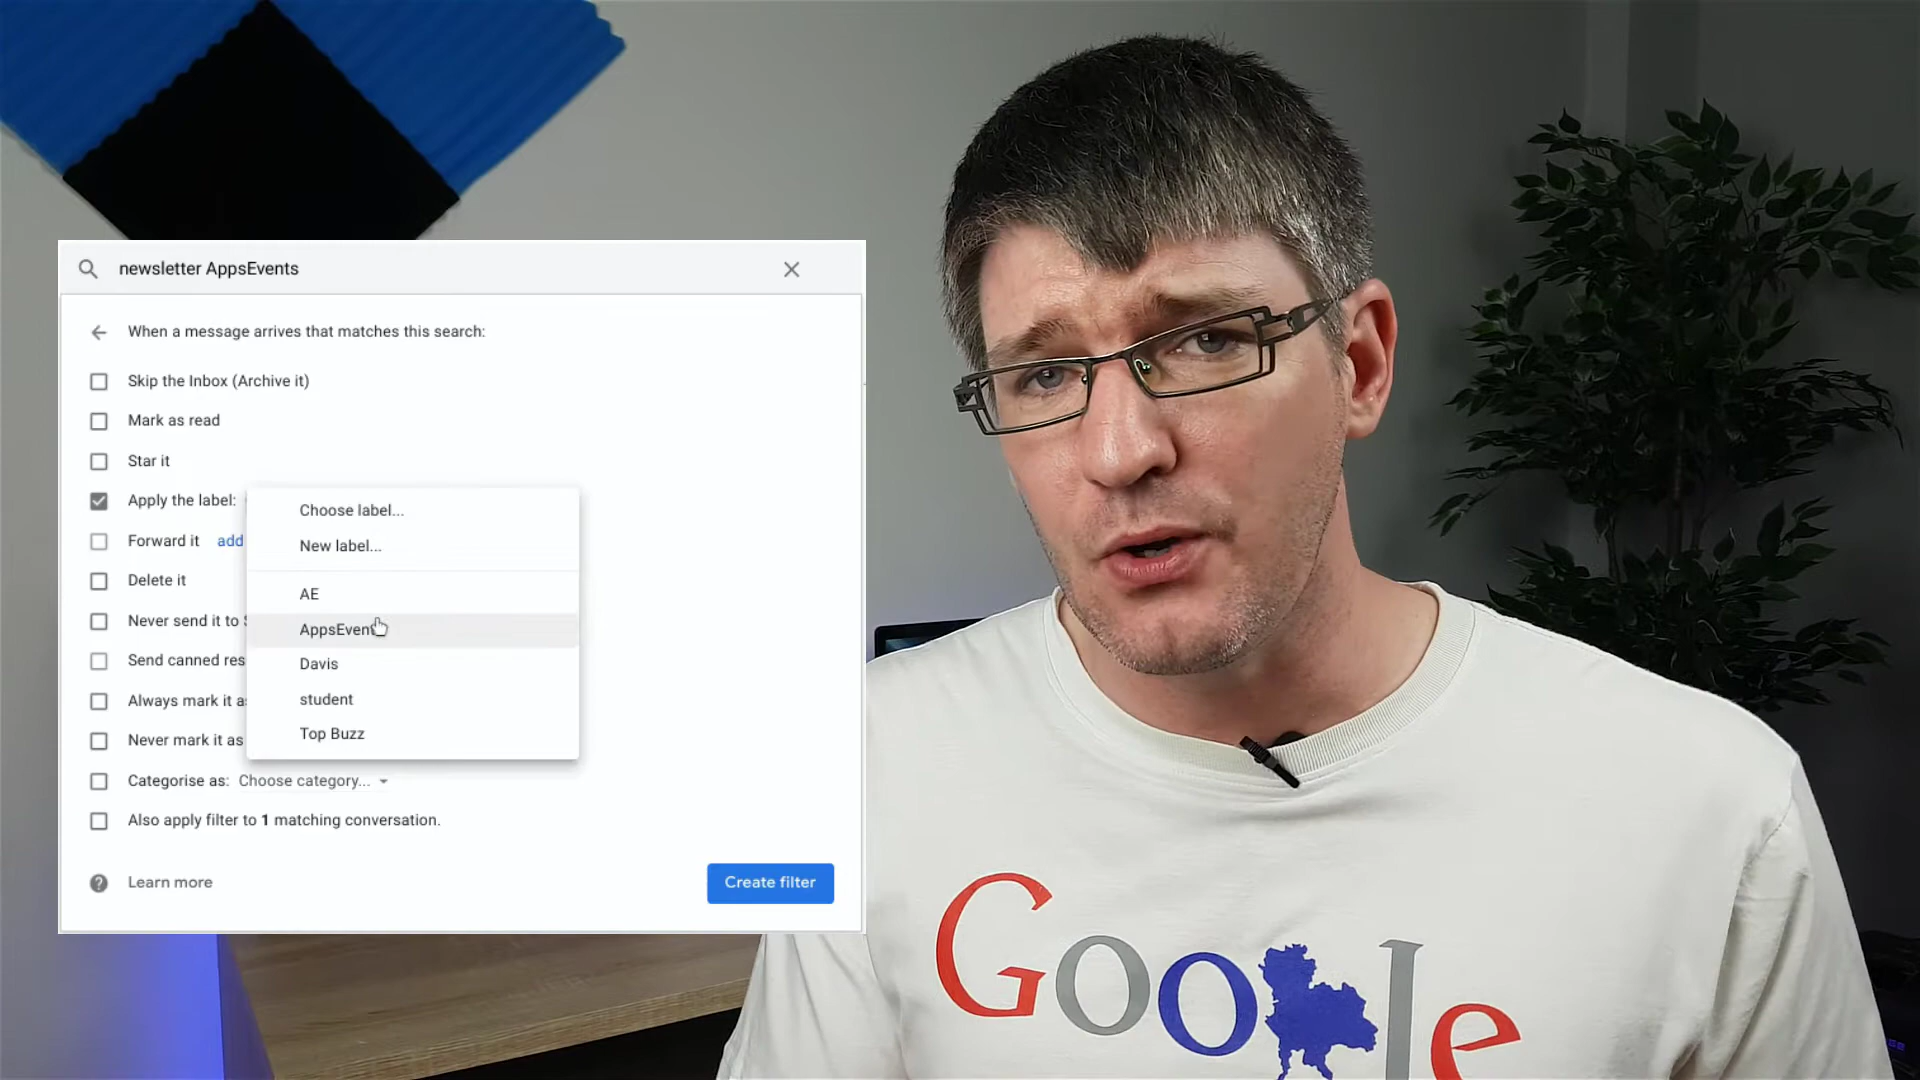 newsletter AppsEvents
When a message arrives that matches this search:
Skip the Inbox (Archive it)
Mark as read
Star it
Apply the label:
Choose label...
New label...
Forward it add
Delete it
AE
Never send it to
AppsEvent
Send canned res
Davis
Always mark it a
student
Never mark it as
Top Buzz
Categorise as: Choose category...
Also apply filter to 1 matching conversation.
Learn more
Create filter
Google